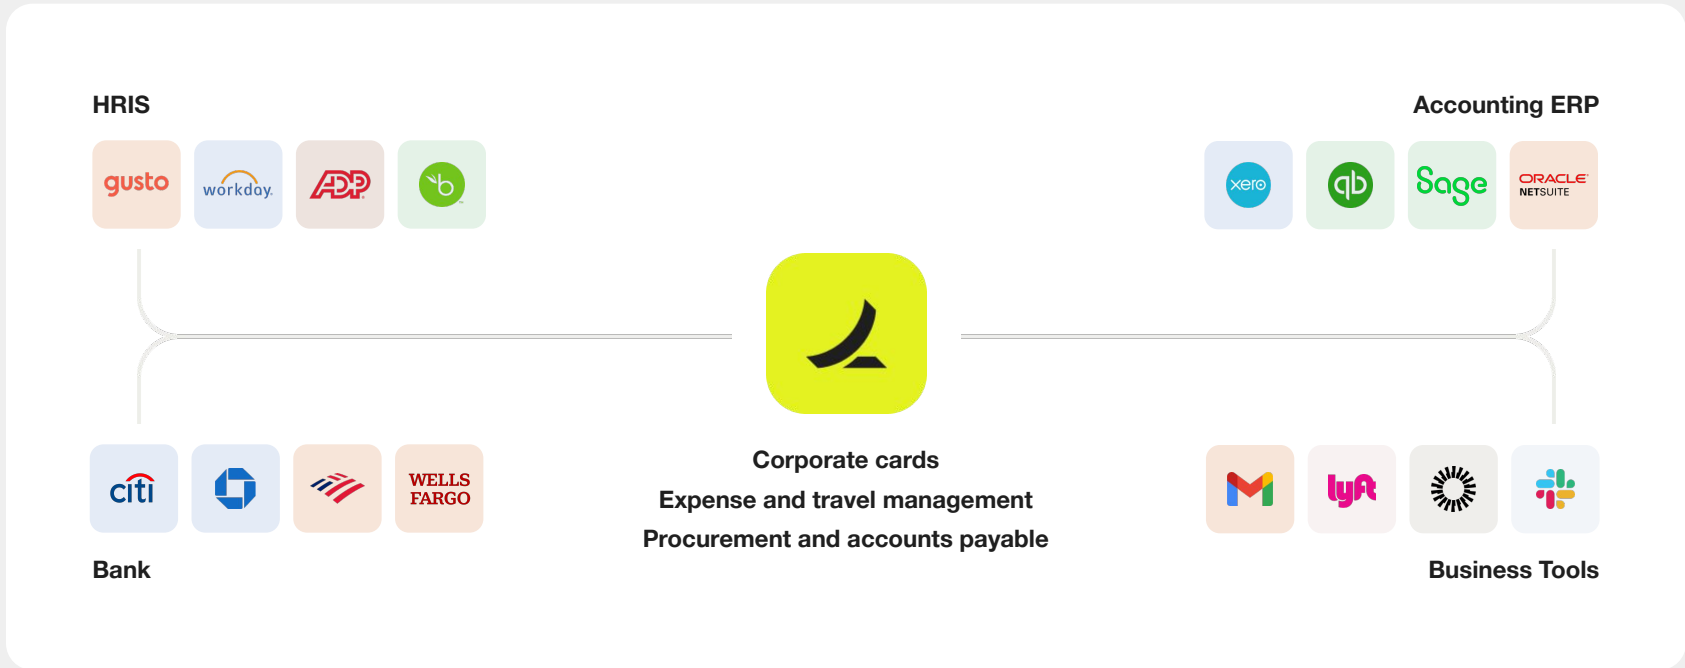 HRIS
Accounting ERP
gusto
workday.
ADP
b
xero
qb
Sage
ORACLE
NETSUITE
Corporate cards
Expense and travel management
Procurement and accounts payable
citi
WELLS
FARGO
lyft
Bank
Business Tools